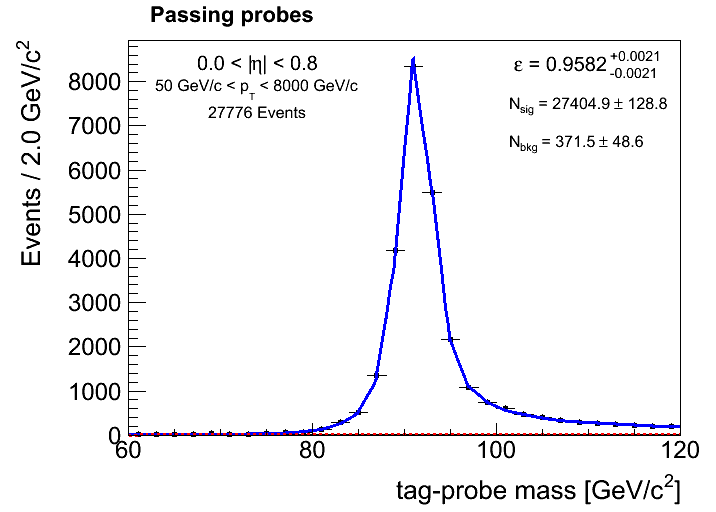 Passing probes
0.0 < |η| < 0.8
50 GeV/c < p_T < 8000 GeV/c
27776 Events
ε = 0.9582 +0.0021 -0.0021
N_sig = 27404.9 ± 128.8
N_bkg = 371.5 ± 48.6
Events / 2.0 GeV/c²
8000
7000
6000
5000
4000
3000
2000
1000
0
60
80
100
120
tag-probe mass [GeV/c²]